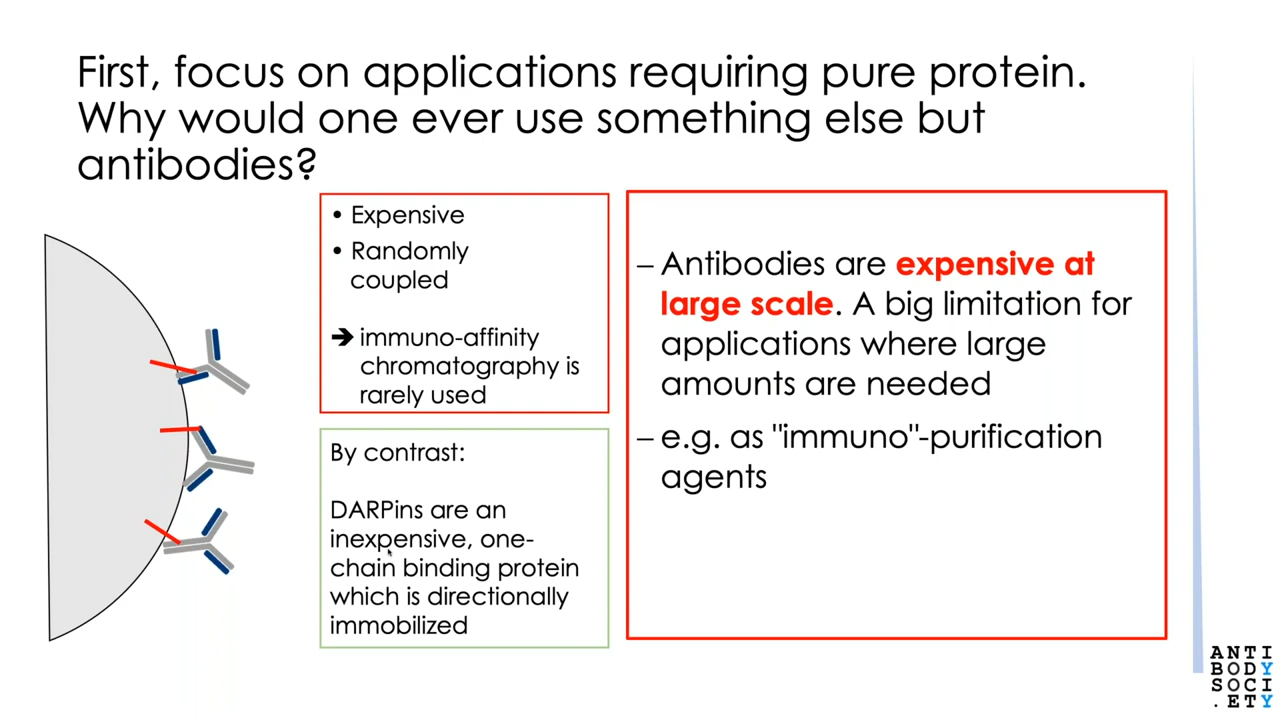 First, focus on applications requiring pure protein.
Why would one ever use something else but
antibodies?
• Expensive
• Randomly
coupled
➔ immuno-affinity
chromatography is
rarely used
By contrast:
DARPins are an
inexpensive, one-
chain binding protein
which is directionally
immobilized
– Antibodies are expensive at
large scale. A big limitation for
applications where large
amounts are needed
– e.g. as "immuno"-purification
agents
ANTI
BODY
SOCI
.ETY